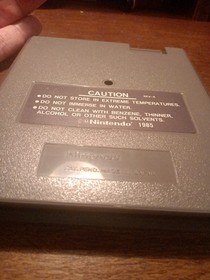 CAUTION
• DO NOT STORE IN EXTREME TEMPERATURES.
• DO NOT IMMERSE IN WATER.
• DO NOT CLEAN WITH BENZENE, THINNER,
ALCOHOL OR OTHER SUCH SOLVENTS.
© Nintendo 1985
Nintendo